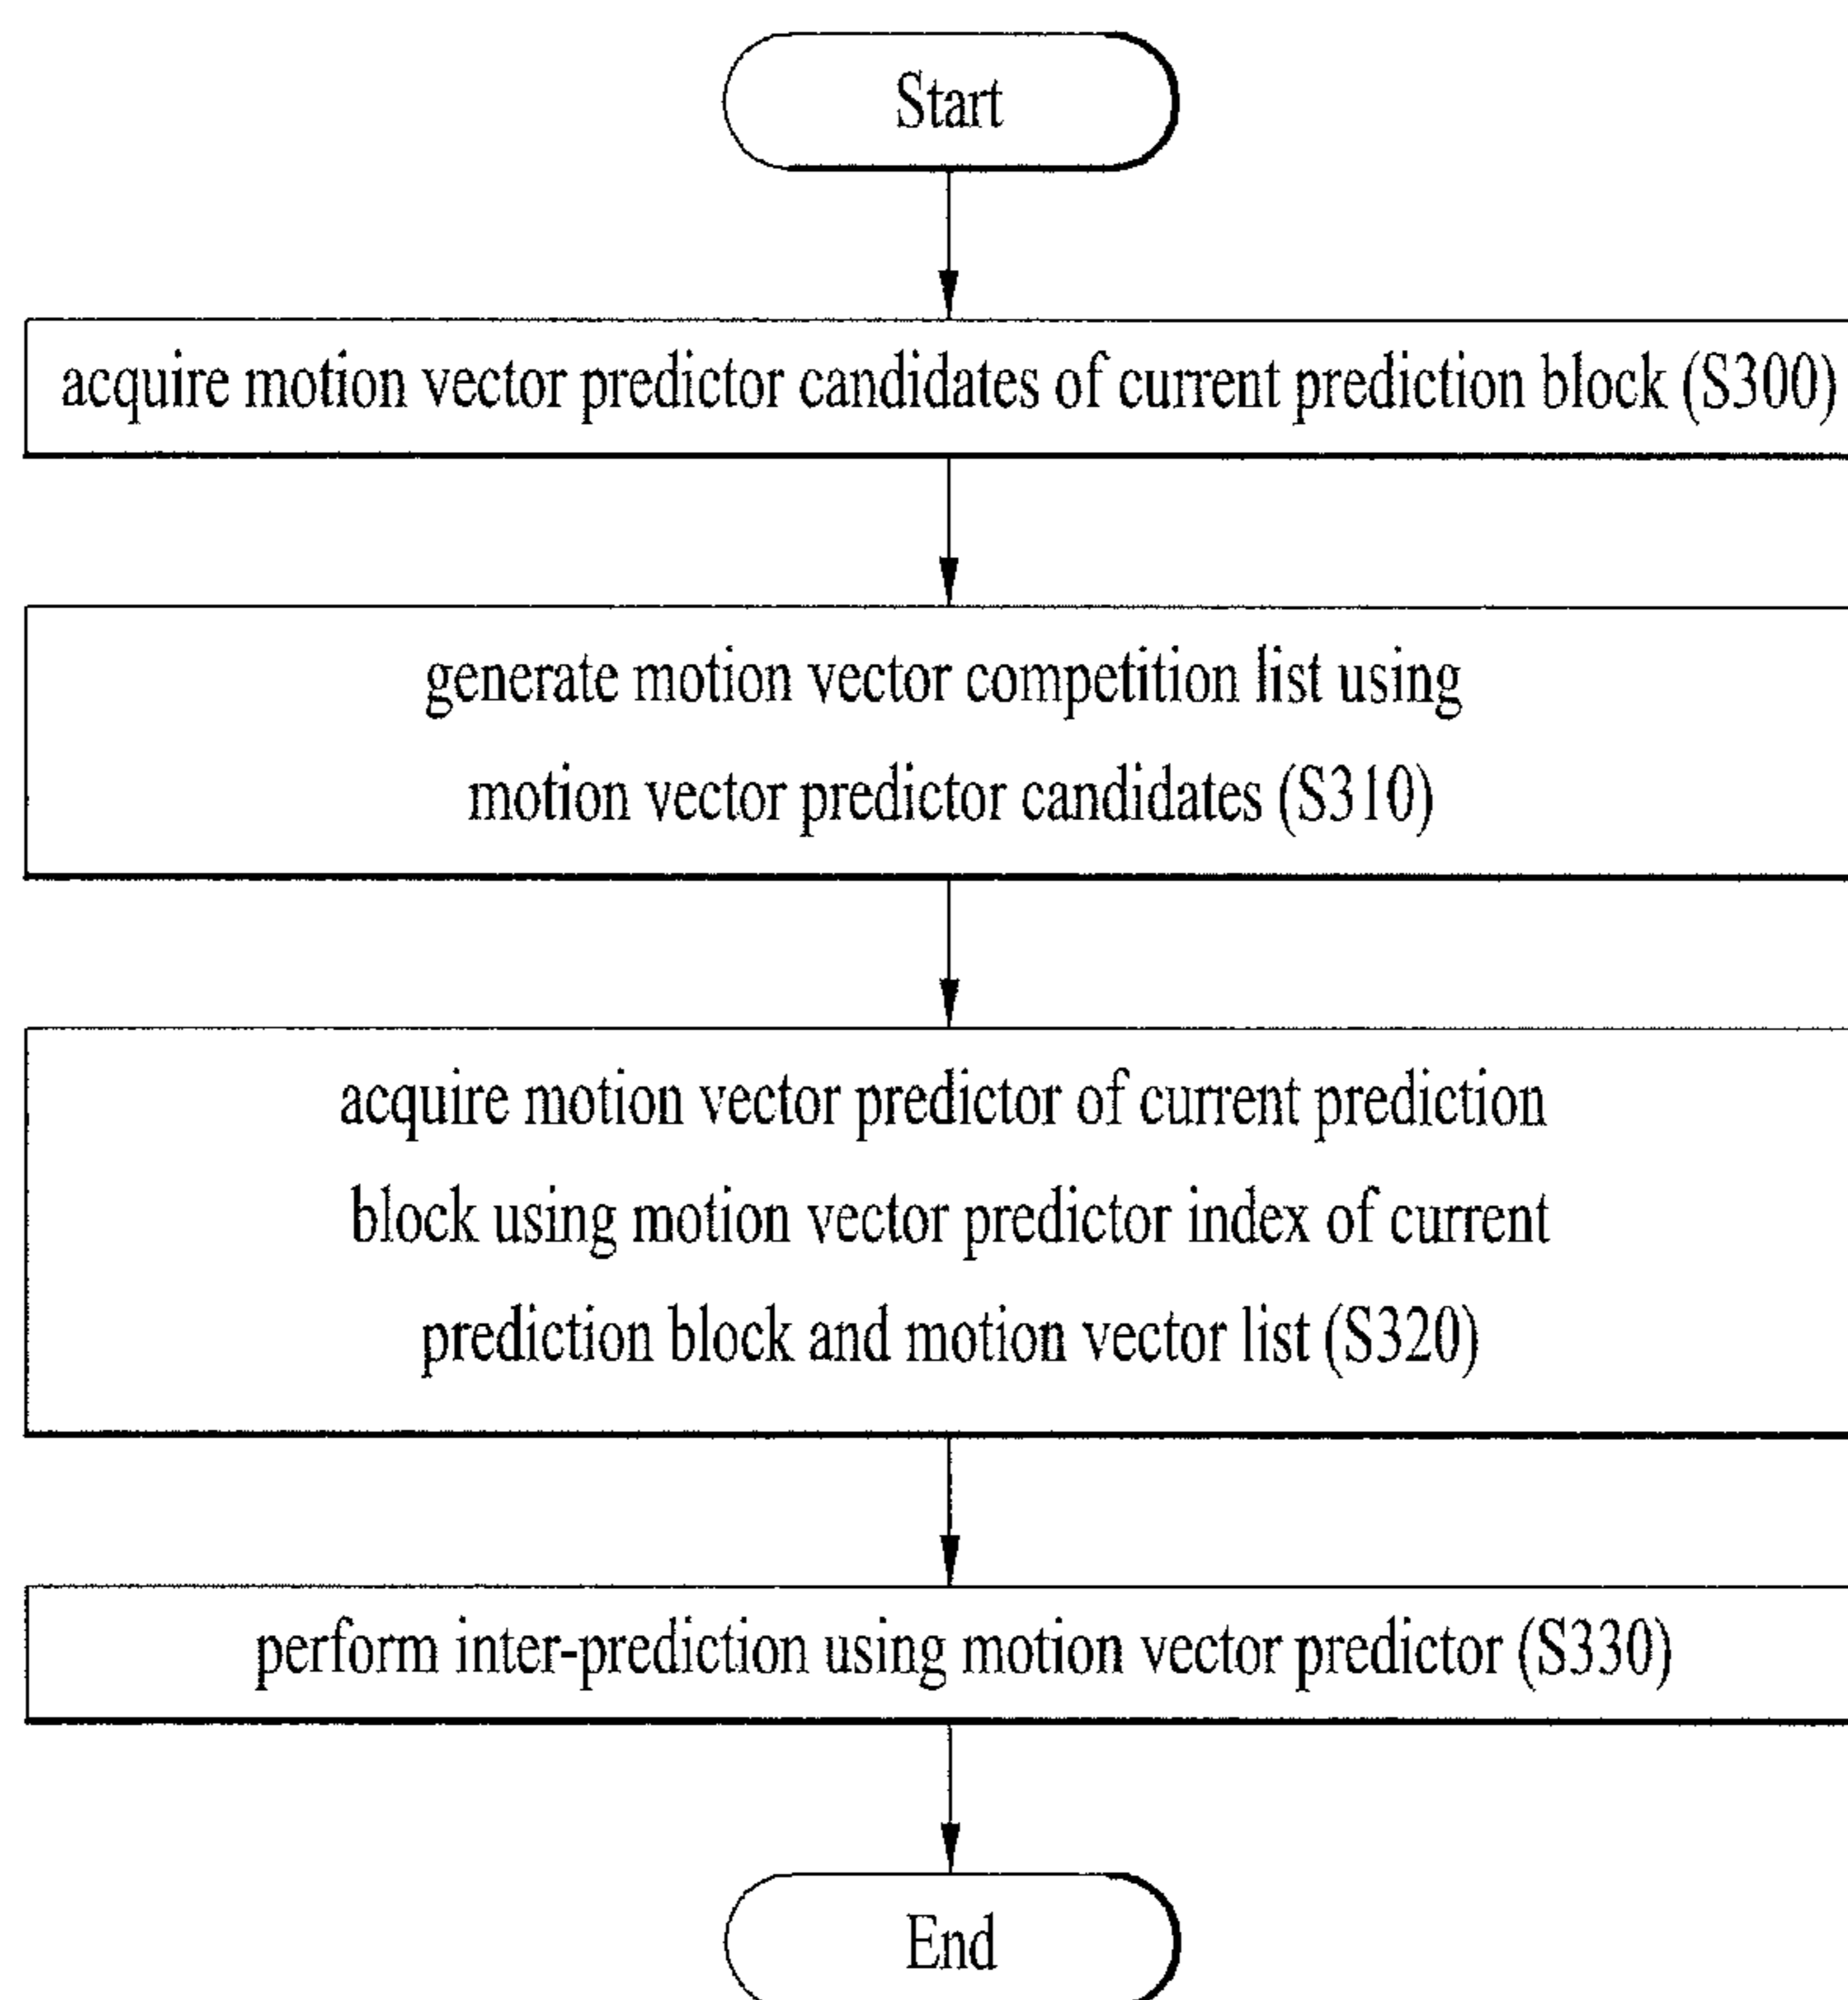 Start
acquire motion vector predictor candidates of current prediction block (S300)
generate motion vector competition list using
motion vector predictor candidates (S310)
acquire motion vector predictor of current prediction
block using motion vector predictor index of current
prediction block and motion vector list (S320)
perform inter-prediction using motion vector predictor (S330)
End